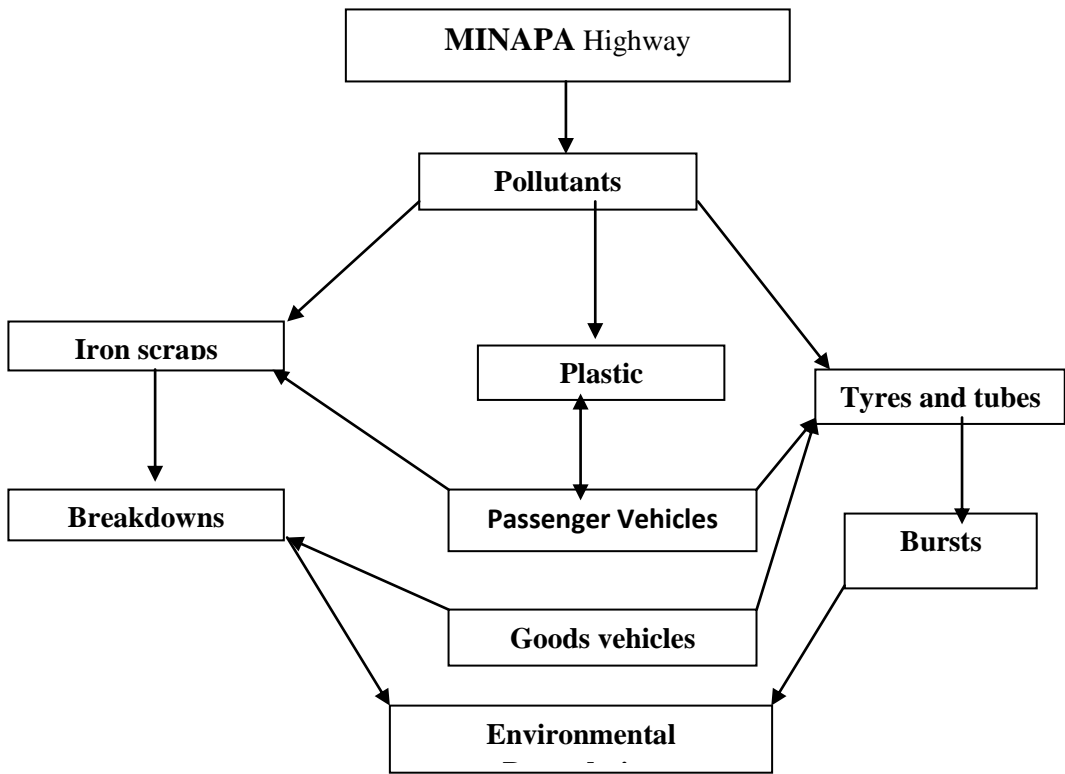 MINAPA Highway
Pollutants
Iron scraps
Plastic
Tyres and tubes
Breakdowns
Passenger Vehicles
Bursts
Goods vehicles
Environmental